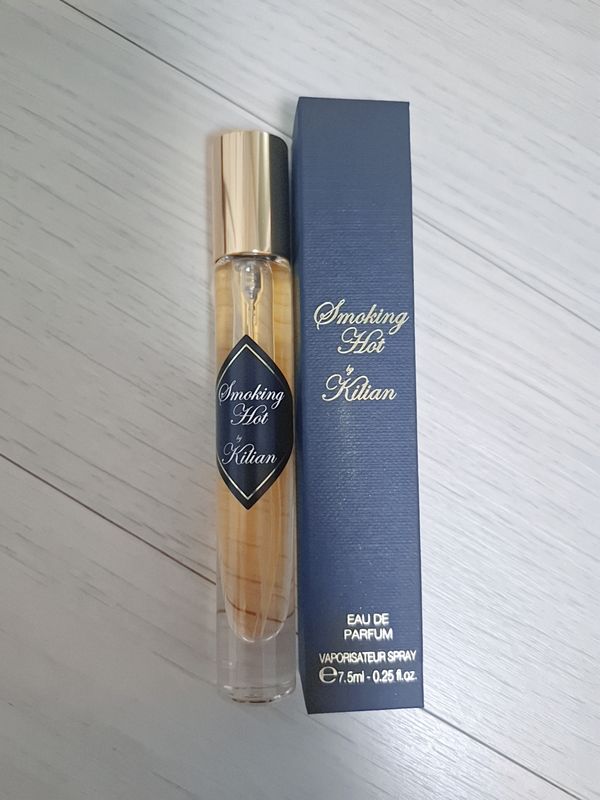 Smoking
Hot
by
Kilian
Smoking
Hot
by
Kilian
EAU DE
PARFUM
VAPORISATEUR SPRAY
℮7.5ml - 0.25 fl.oz.